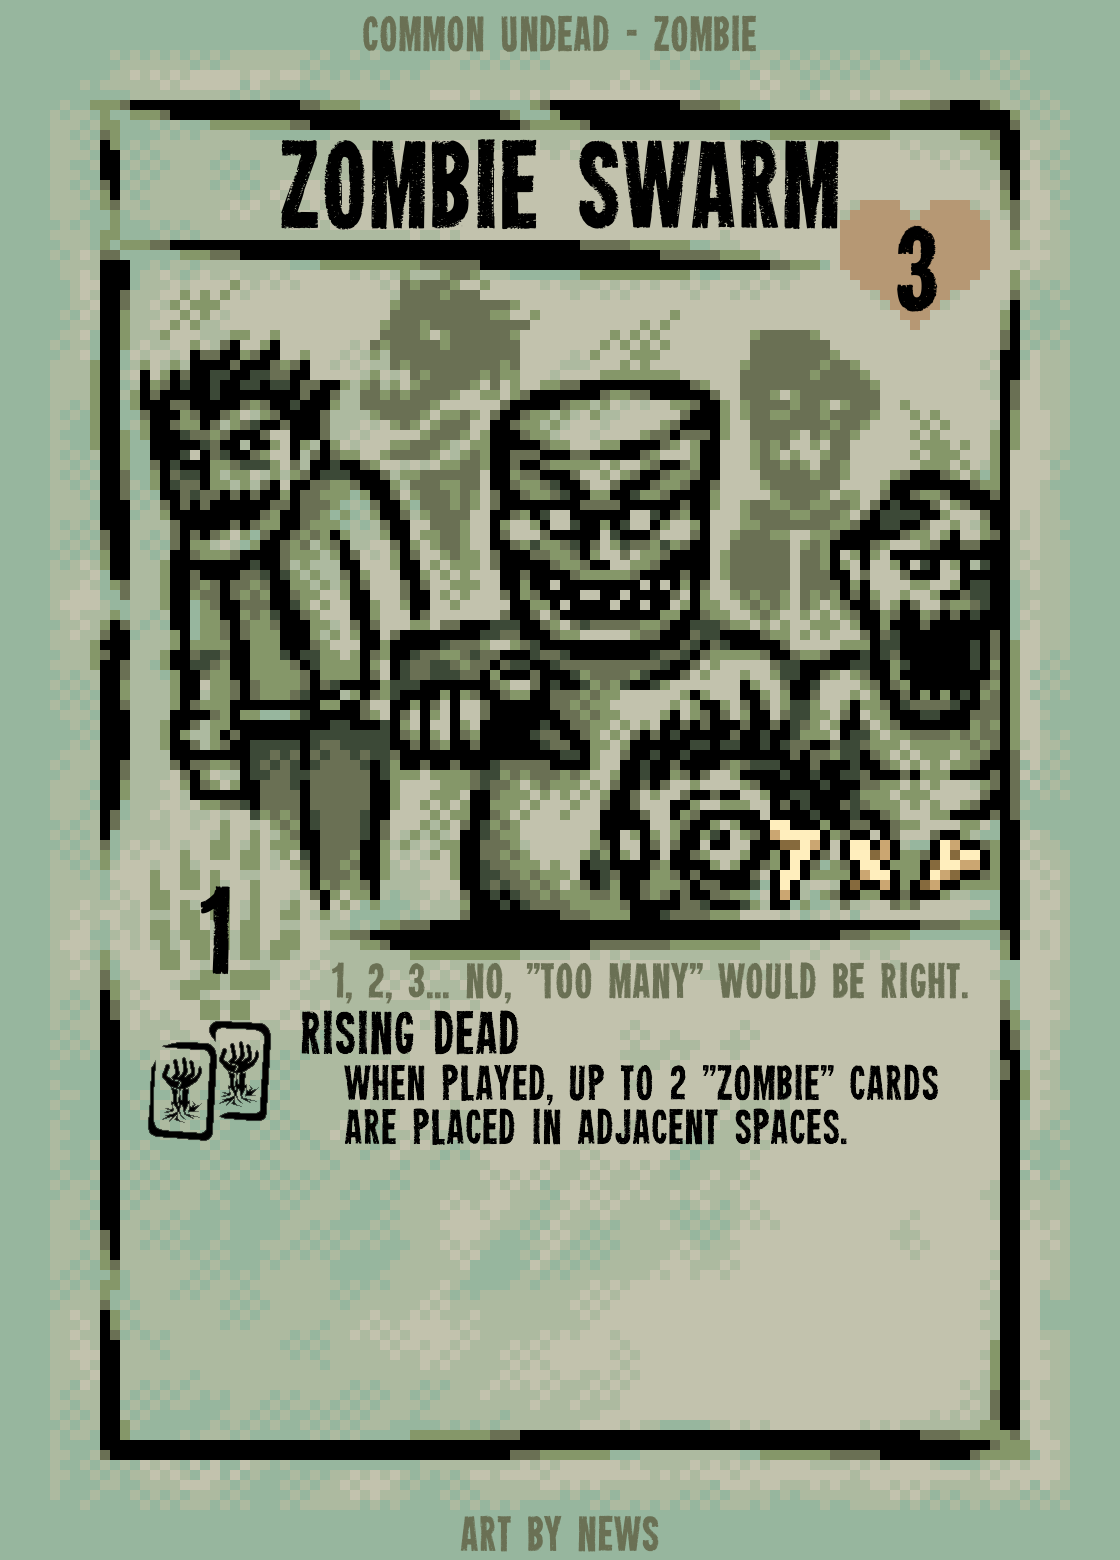 COMMON UNDEAD - ZOMBIE
ZOMBIE SWARM
3
1
1, 2, 3... NO, "TOO MANY" WOULD BE RIGHT.
RISING DEAD
WHEN PLAYED, UP TO 2 "ZOMBIE" CARDS
ARE PLACED IN ADJACENT SPACES.
ART BY NEWS